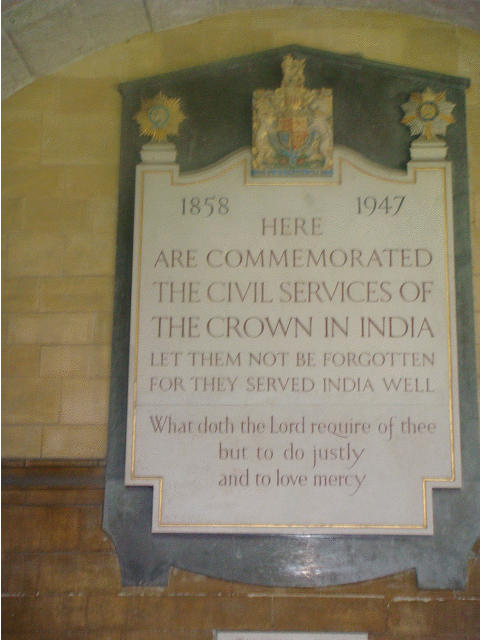 1858 1947
HERE
ARE COMMEMORATED
THE CIVIL SERVICES OF
THE CROWN IN INDIA
LET THEM NOT BE FORGOTTEN
FOR THEY SERVED INDIA WELL
What doth the Lord require of thee
but to do justly
and to love mercy